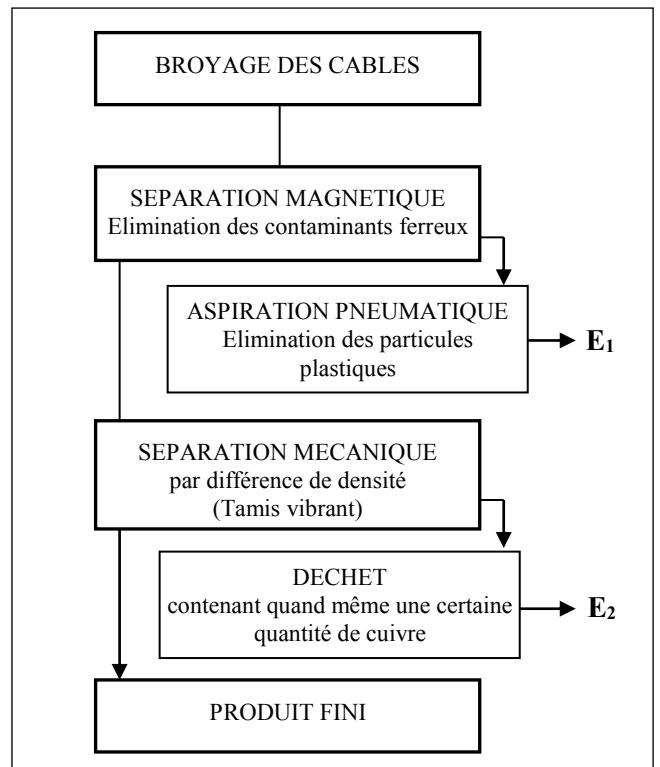 BROYAGE DES CABLES
SEPARATION MAGNETIQUE
Elimination des contaminants ferreux
ASPIRATION PNEUMATIQUE
Elimination des particules
plastiques
E1
SEPARATION MECANIQUE
par différence de densité
(Tamis vibrant)
DECHET
contenant quand même une certaine
quantité de cuivre
E2
PRODUIT FINI